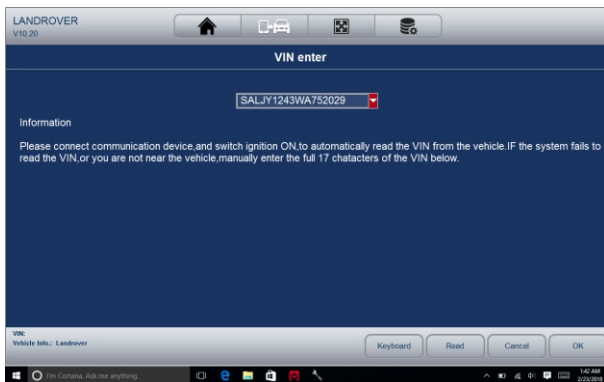 LANDROVER
V10.20
VIN enter
SALJY1243WA752029
Information
Please connect communication device,and switch ignition ON,to automatically read the VIN from the vehicle.IF the system fails to
read the VIN,or you are not near the vehicle,manually enter the full 17 chatacters of the VIN below.
VIN:
Vehicle Info.: Landrover
Keyboard
Read
Cancel
OK
I'm Cortana. Ask me anything.
1:42 AM
2/23/2018